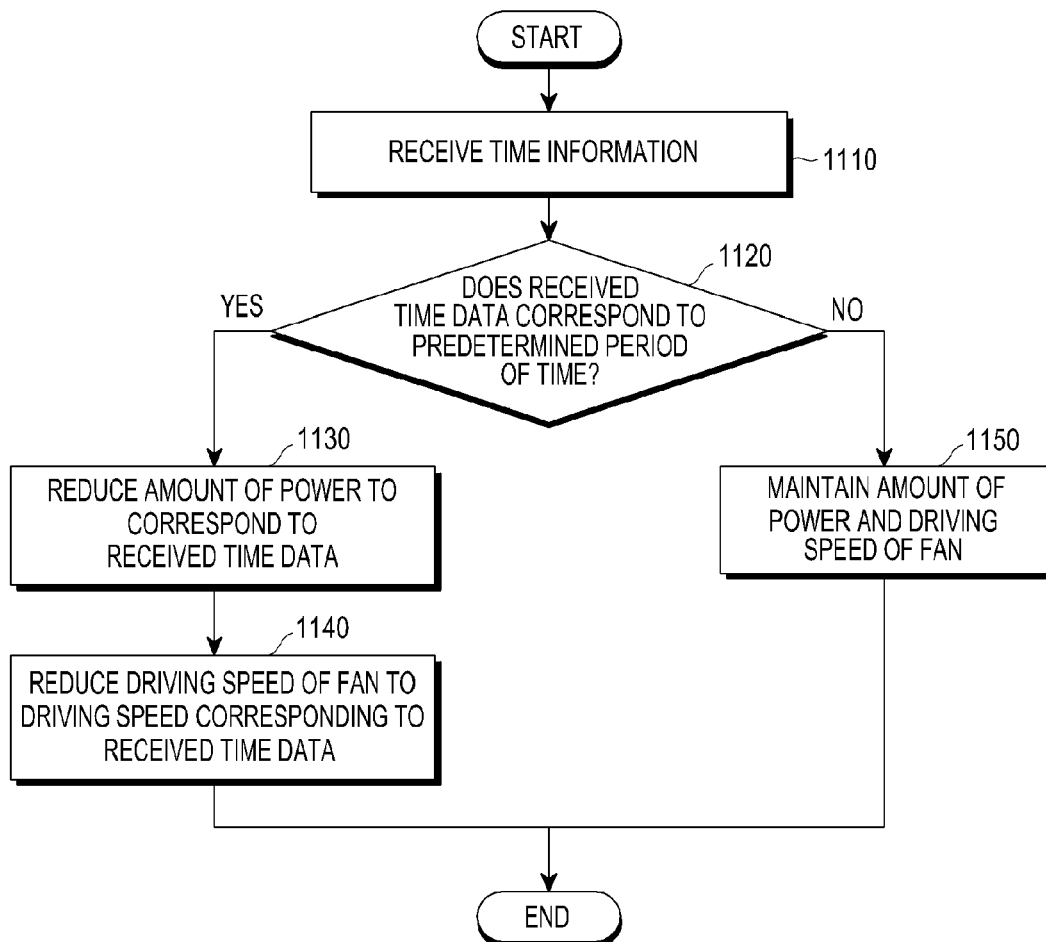 START
RECEIVE TIME INFORMATION
1110
1120
DOES RECEIVED
TIME DATA CORRESPOND TO
PREDETERMINED PERIOD
OF TIME?
YES
NO
1130
REDUCE AMOUNT OF POWER TO
CORRESPOND TO
RECEIVED TIME DATA
1150
MAINTAIN AMOUNT OF
POWER AND DRIVING
SPEED OF FAN
1140
REDUCE DRIVING SPEED OF FAN TO
DRIVING SPEED CORRESPONDING TO
RECEIVED TIME DATA
END